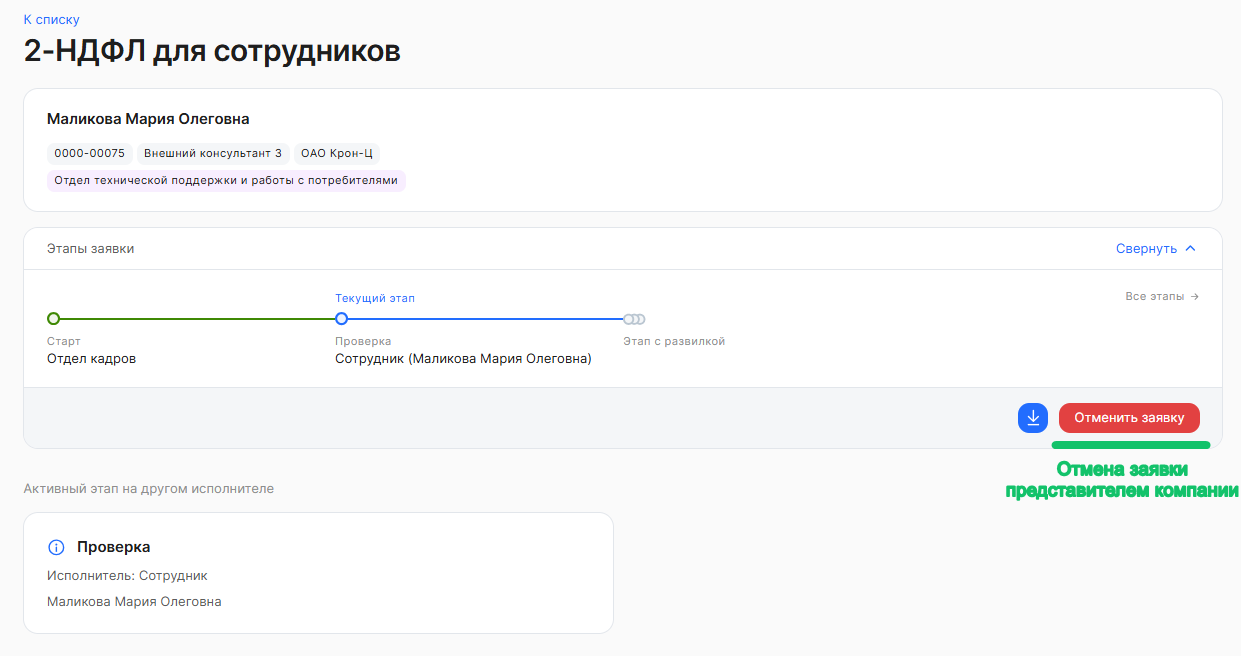 К списку
2-НДФЛ для сотрудников
Маликова Мария Олеговна
0000-00075 Внешний консультант 3 ОАО Крон-Ц
Отдел технической поддержки и работы с потребителями
Этапы заявки
Свернуть
Текущий этап
Все этапы →
Старт
Проверка
Этап с развилкой
Отдел кадров
Сотрудник (Маликова Мария Олеговна)
Отменить заявку
Отмена заявки
представителем компании
Активный этап на другом исполнителе
Проверка
Исполнитель: Сотрудник
Маликова Мария Олеговна